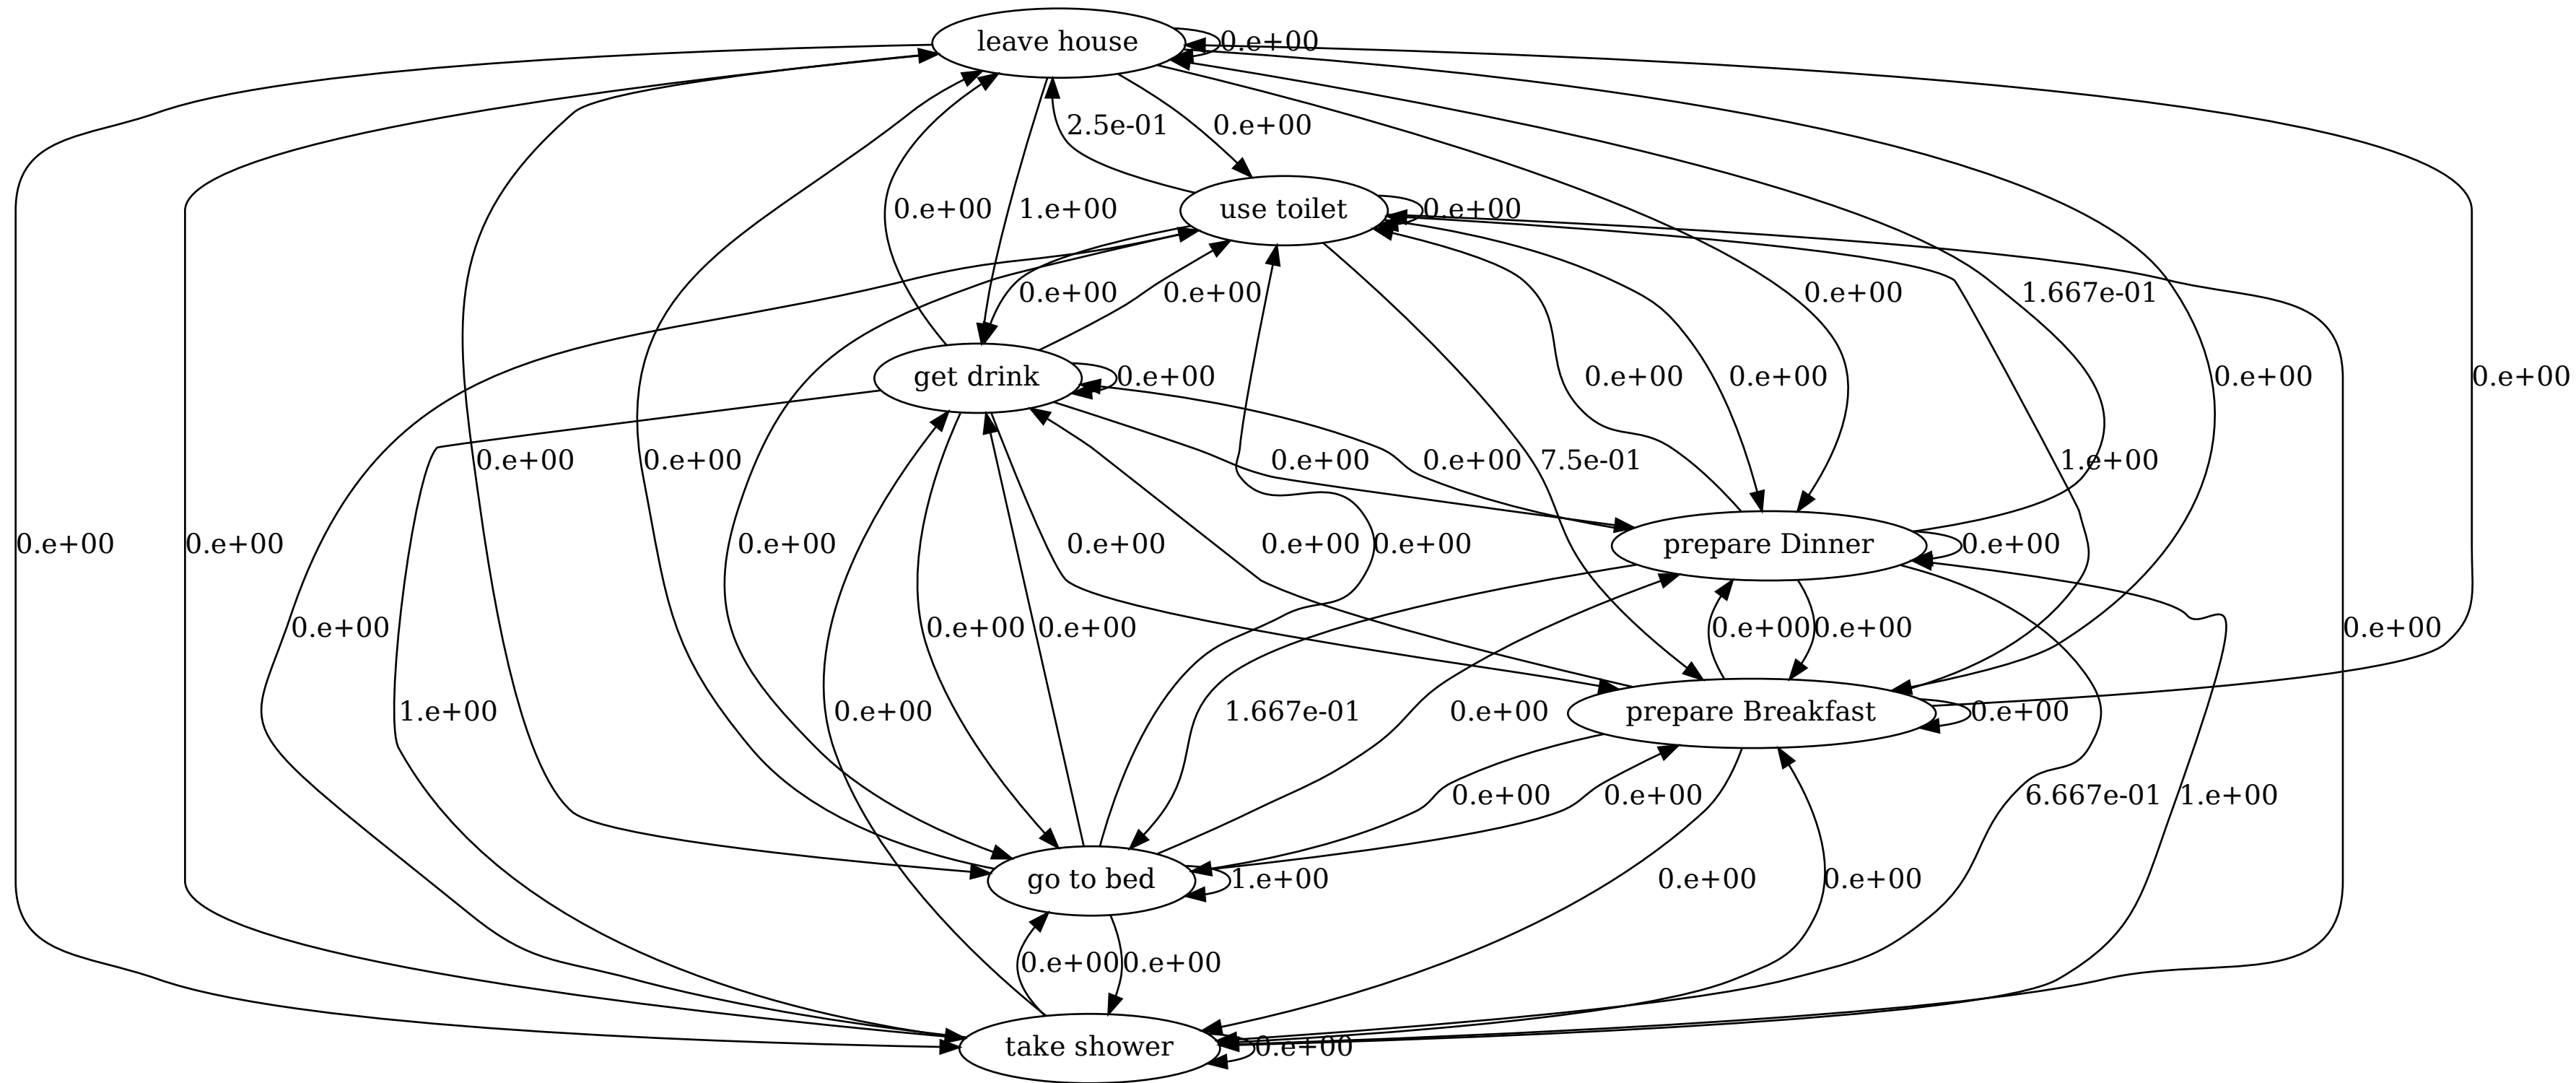 leave house 0.e+00
2.5e-01 0.e+00
0.e+00 1.e+00 use toilet 0.e+00
0.e+00 0.e+00 0.e+00 1.667e-01
get drink 0.e+00 0.e+00 0.e+00 0.e+00 0.e+00
0.e+00 0.e+00 0.e+00 0.e+00 7.5e-01 1.e+00
0.e+00 0.e+00 0.e+00 0.e+00 0.e+00 0.e+00 prepare Dinner 0.e+00
0.e+00 0.e+00 0.e+00 0.e+00 0.e+00 0.e+00
1.e+00 0.e+00 1.667e-01 0.e+00 prepare Breakfast 0.e+00
0.e+00 0.e+00 6.667e-01 1.e+00
go to bed 1.e+00 0.e+00 0.e+00
0.e+00 0.e+00
take shower 0.e+00